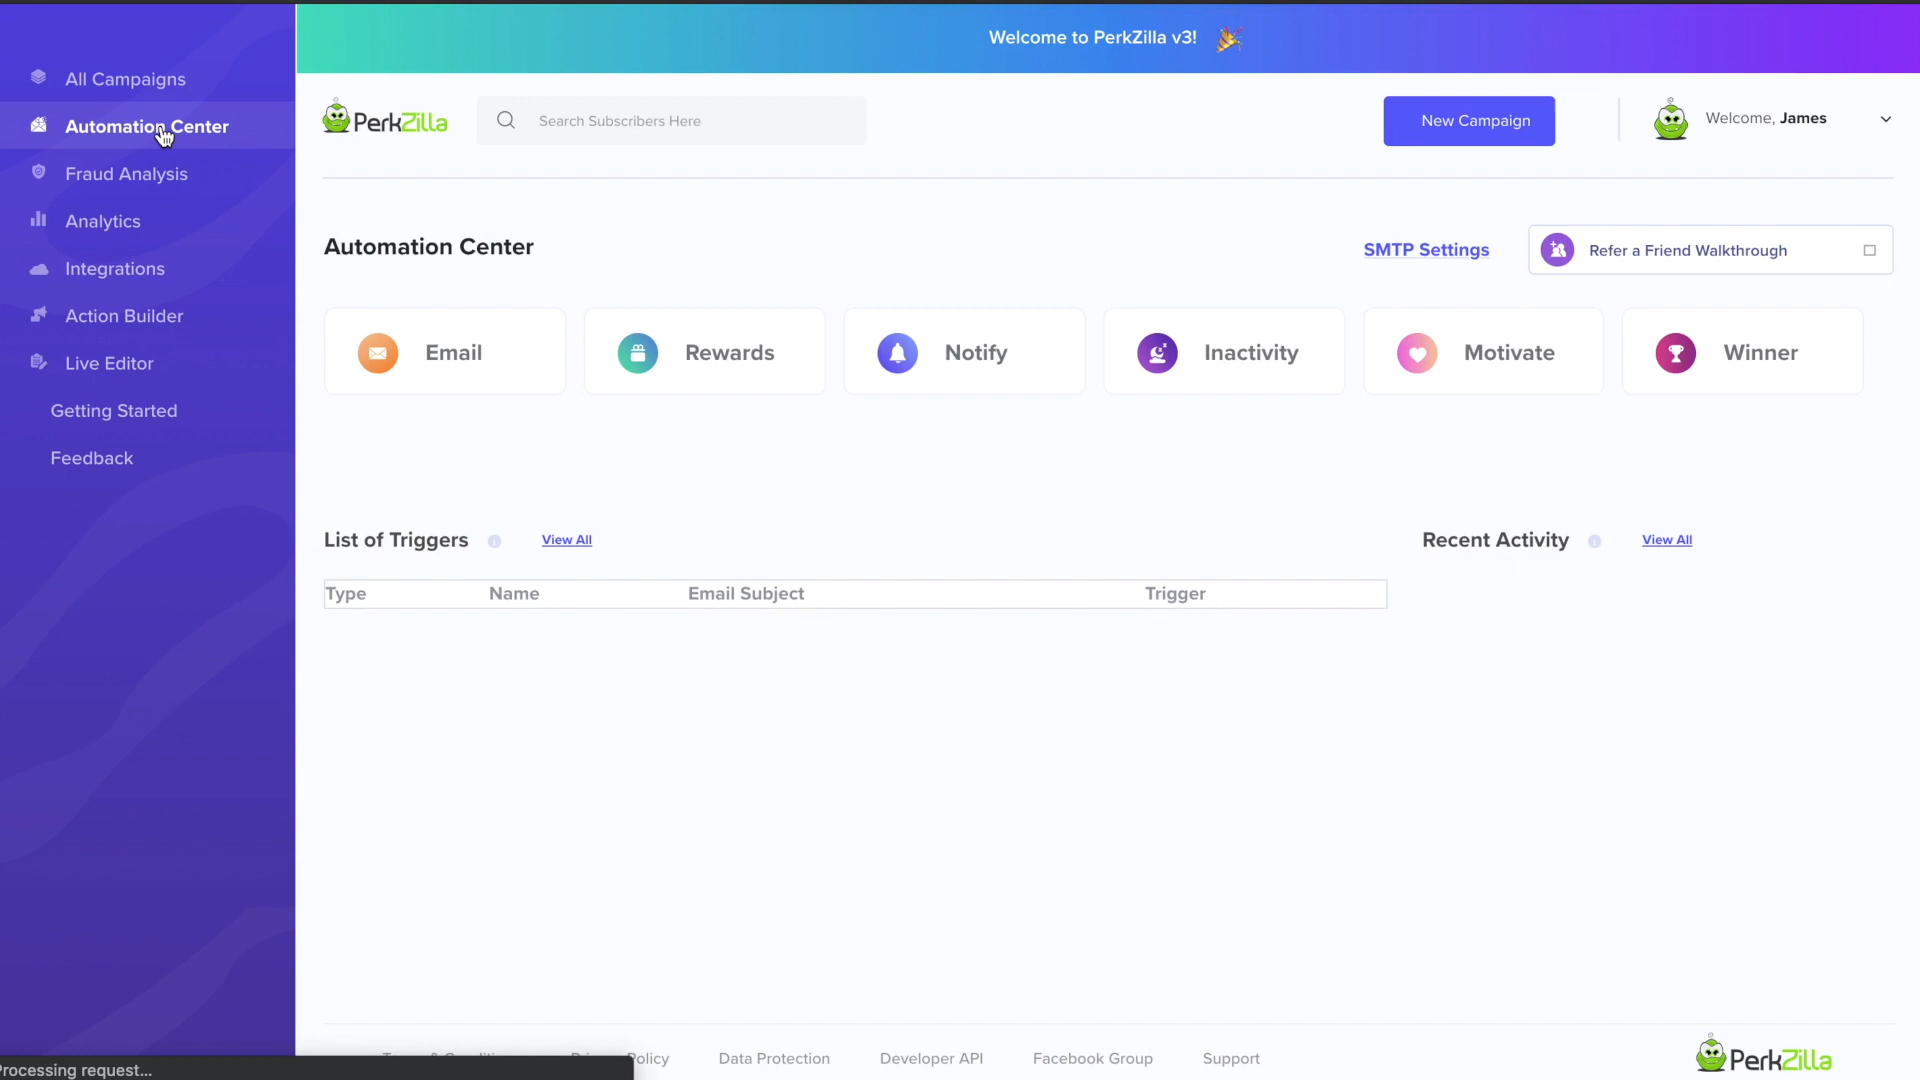 Welcome to PerkZilla v3!
All Campaigns
Automation Center
Fraud Analysis
Analytics
Integrations
Action Builder
Live Editor
Getting Started
Feedback
PerkZilla
Search Subscribers Here
New Campaign
Welcome, James
Automation Center
SMTP Settings
Refer a Friend Walkthrough
Email
Rewards
Notify
Inactivity
Motivate
Winner
List of Triggers
View All
Recent Activity
View All
Type Name Email Subject Trigger
Policy
Data Protection
Developer API
Facebook Group
Support
PerkZilla
Processing request...